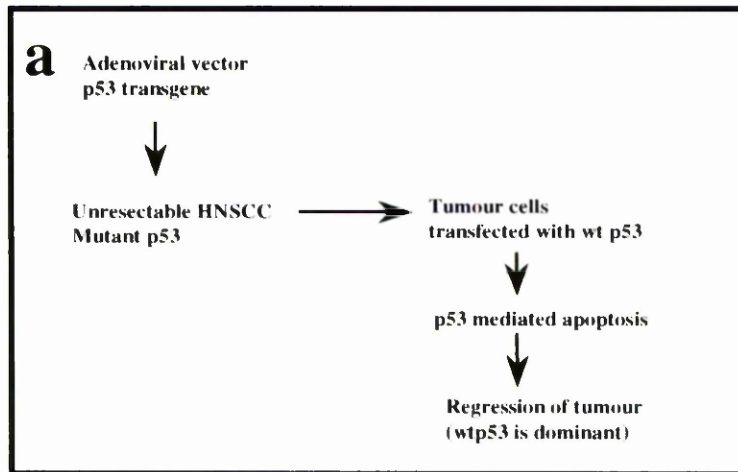 a
Adenoviral vector
p53 transgene
Unresectable HNSCC
Mutant p53
Tumour cells
transfected with wt p53
p53 mediated apoptosis
Regression of tumour
(wtp53 is dominant)